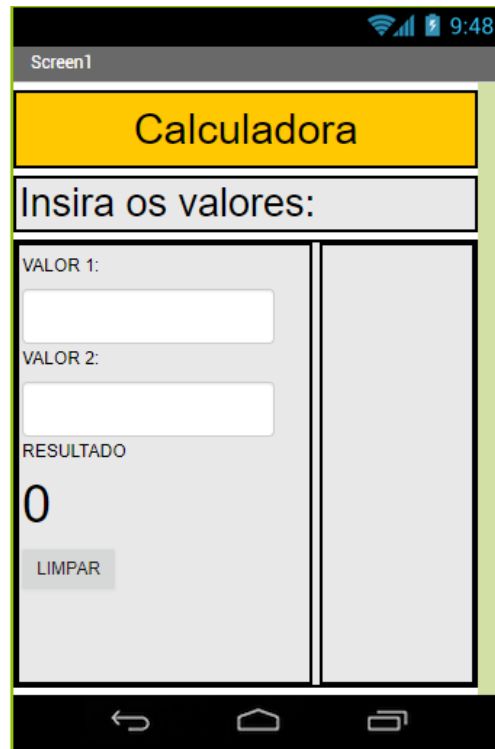 9:48
Screen1
Calculadora
Insira os valores:
VALOR 1:
VALOR 2:
RESULTADO
0
LIMPAR